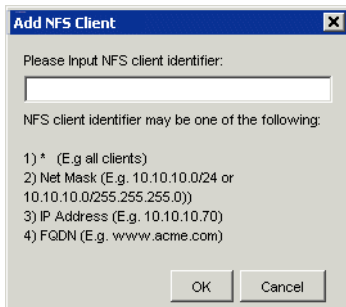 Add NFS Client
Please Input NFS client identifier:
NFS client identifier may be one of the following:
1) * (E.g all clients)
2) Net Mask (E.g. 10.10.10.0/24 or
10.10.10.0/255.255.255.0))
3) IP Address (E.g. 10.10.10.70)
4) FQDN (E.g. www.acme.com)
OK
Cancel